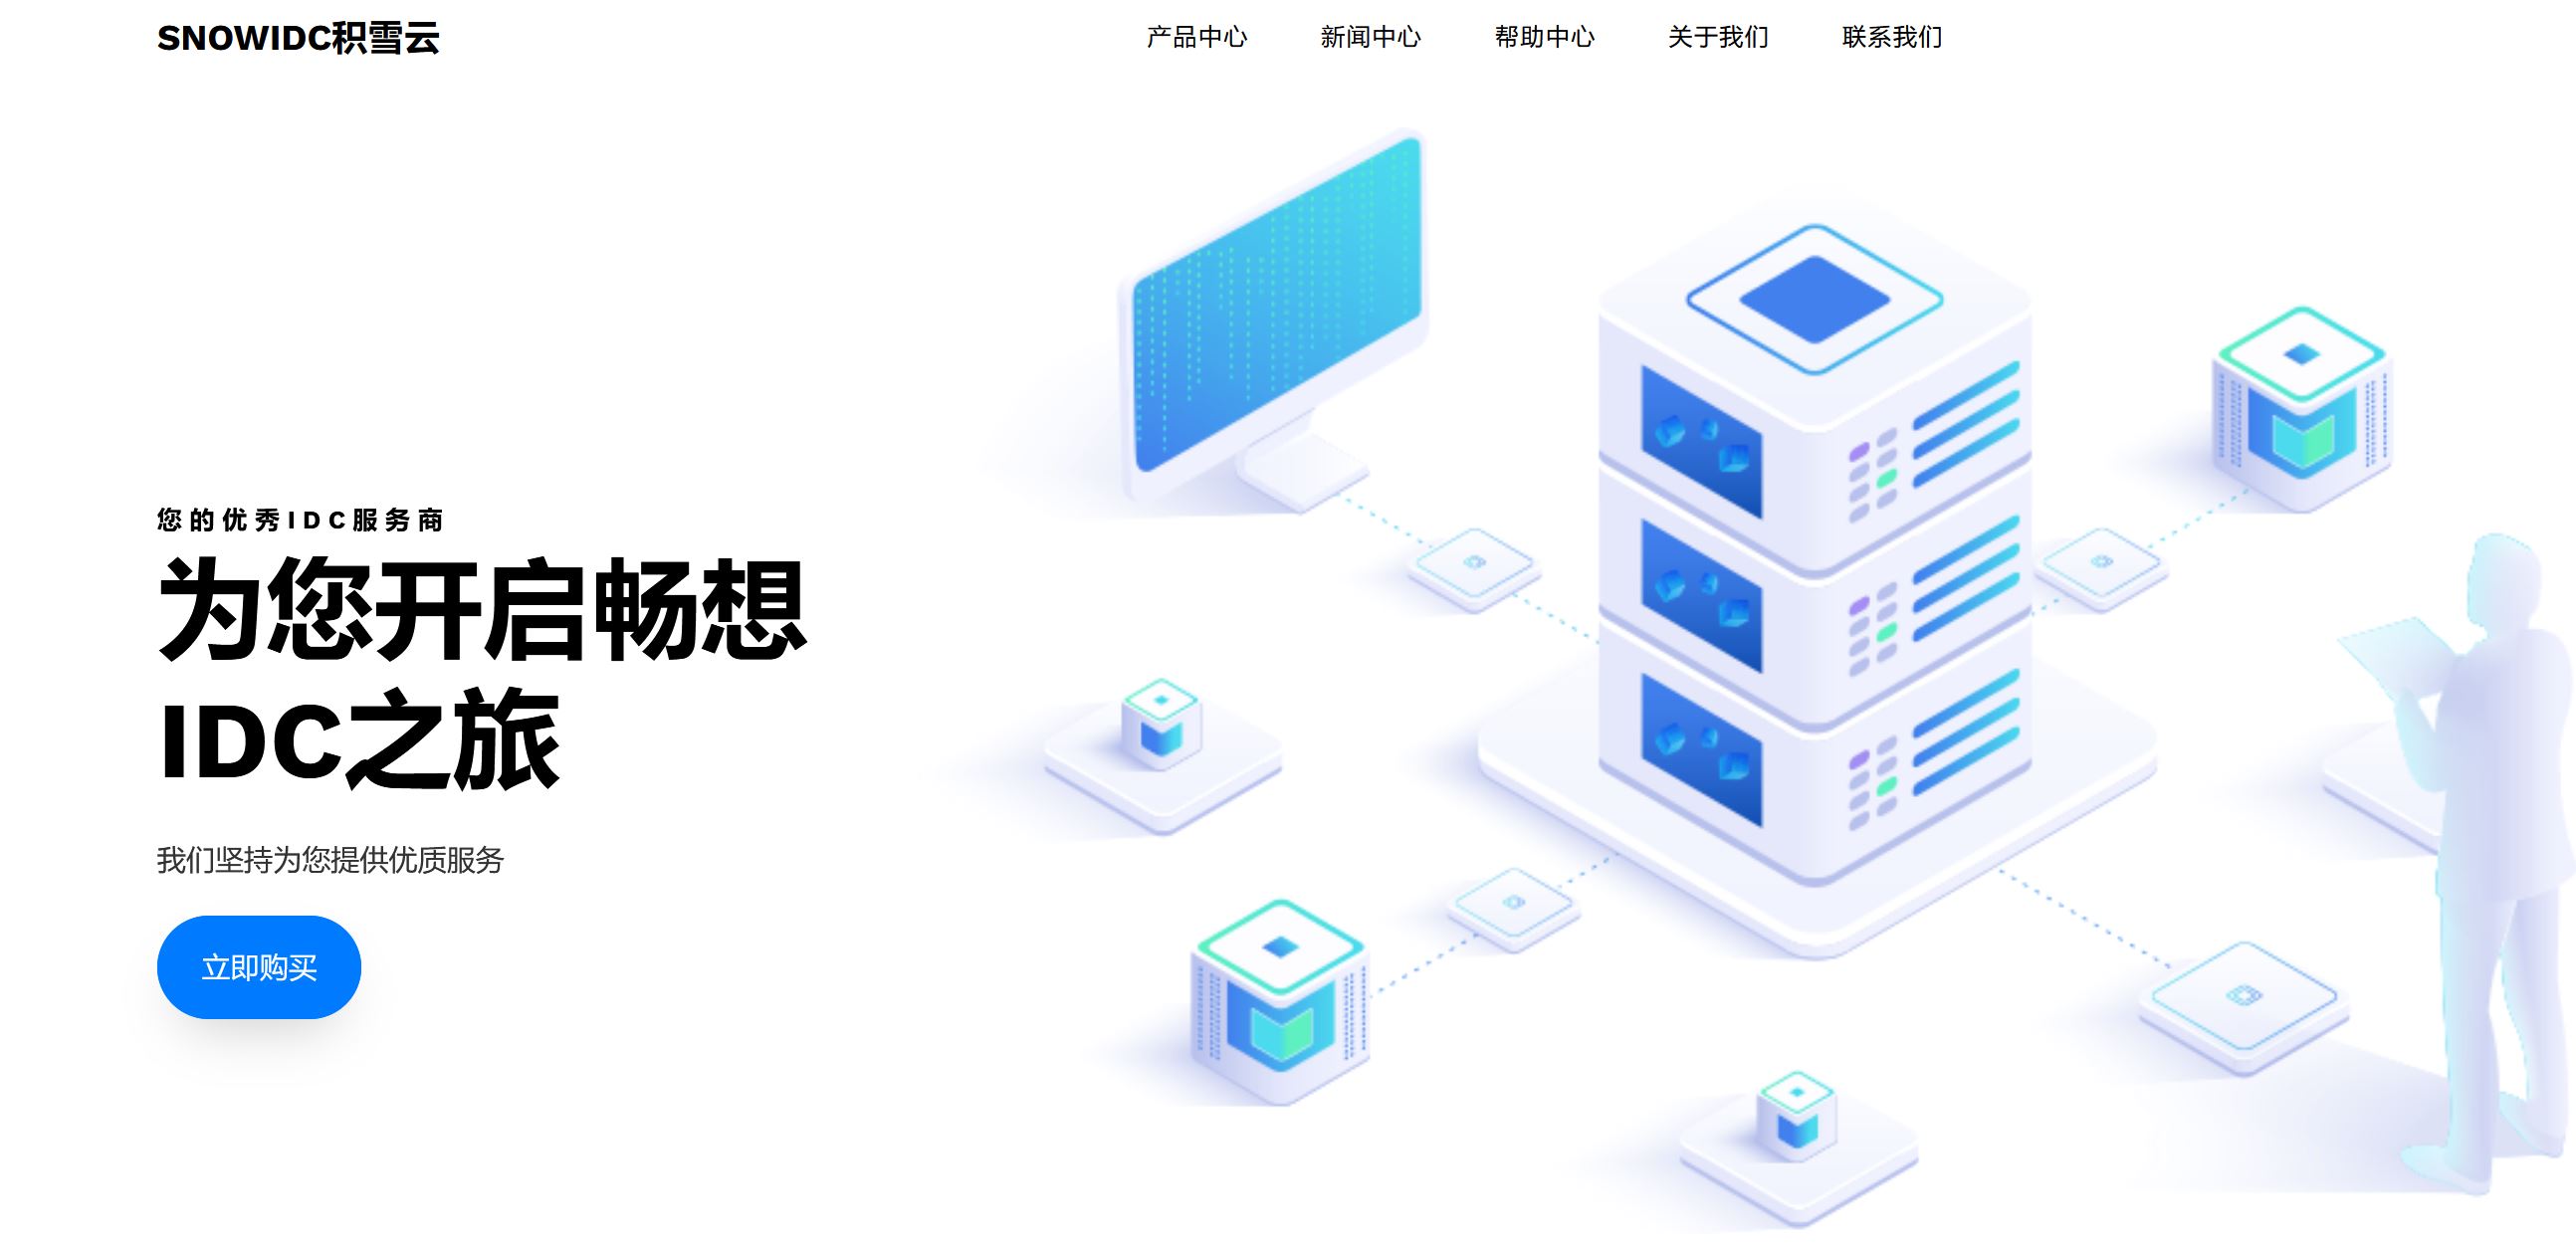 SNOWIDC积雪云
产品中心 新闻中心 帮助中心 关于我们 联系我们
您的优秀IDC服务商
为您开启畅想
IDC之旅
我们坚持为您提供优质服务
立即购买